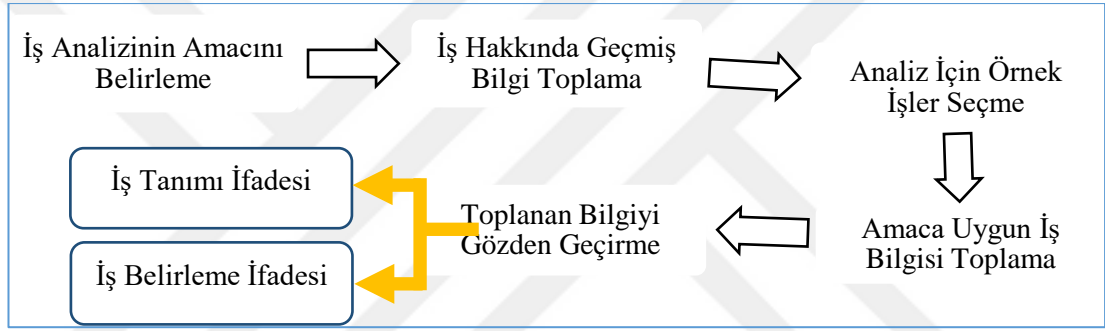 İş Analizinin Amacını
Belirleme
İş Hakkında Geçmiş
Bilgi Toplama
Analiz İçin Örnek
İşler Seçme
Amaca Uygun İş
Bilgisi Toplama
Toplanan Bilgiyi
Gözden Geçirme
İş Tanımı İfadesi
İş Belirleme İfadesi